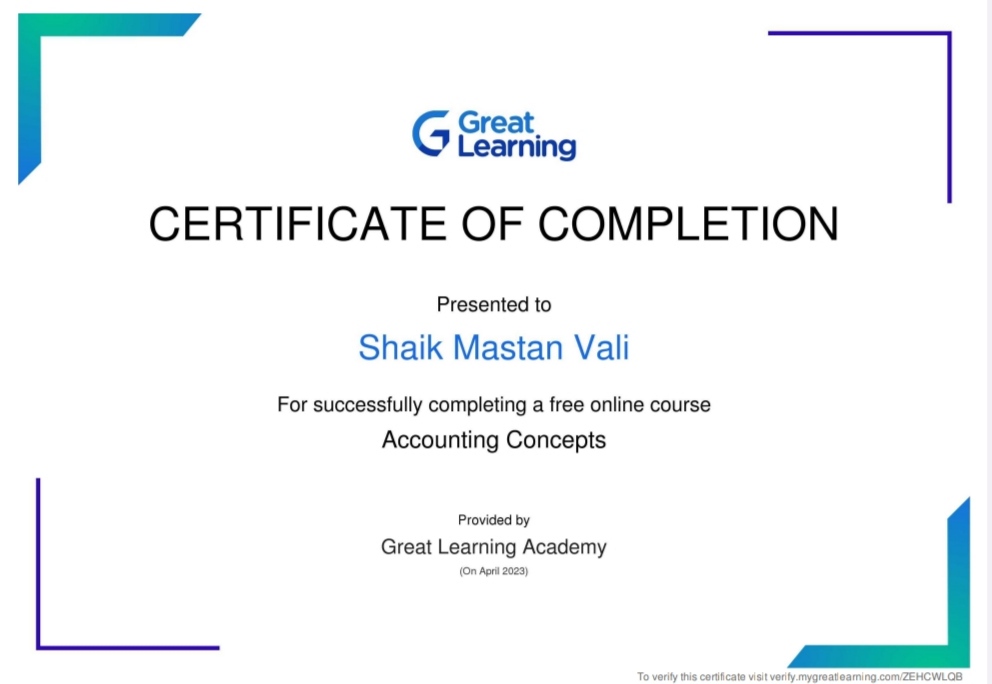 Great
Learning
CERTIFICATE OF COMPLETION
Presented to
Shaik Mastan Vali
For successfully completing a free online course
Accounting Concepts
Provided by
Great Learning Academy
(On April 2023)
To verify this certificate visit verify.mygreatlearning.com/ZEHCWLQB